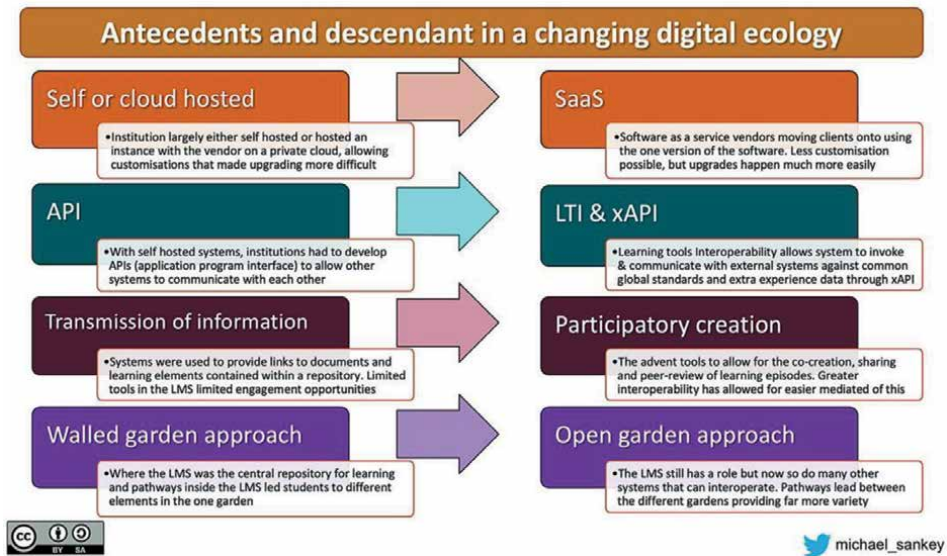 Antecedents and descendant in a changing digital ecology
Self or cloud hosted
•Institution largely either self hosted or hosted an
instance with the vendor on a private cloud, allowing
customisations that made upgrading more difficult
SaaS
•Software as a service vendors moving clients onto using
the one version of the software. Less customisation
possible, but upgrades happen much more easily
API
•With self hosted systems, institutions had to develop
APIs (application program interface) to allow other
systems to communicate with each other
LTI & xAPI
•Learning tools Interoperability allows system to invoke
& communicate with external systems against common
global standards and extra experience data through xAPI
Transmission of information
•Systems were used to provide links to documents and
learning elements contained within a repository. Limited
tools in the LMS limited engagement opportunities
Participatory creation
•The advent tools to allow for the co-creation, sharing
and peer-review of learning episodes. Greater
interoperability has allowed for easier mediated of this
Walled garden approach
•Where the LMS was the central repository for learning
and pathways inside the LMS led students to different
elements in the one garden
Open garden approach
•The LMS still has a role but now so do many other
systems that can interoperate. Pathways lead between
the different gardens providing far more variety
cc
BY SA
michael_sankey